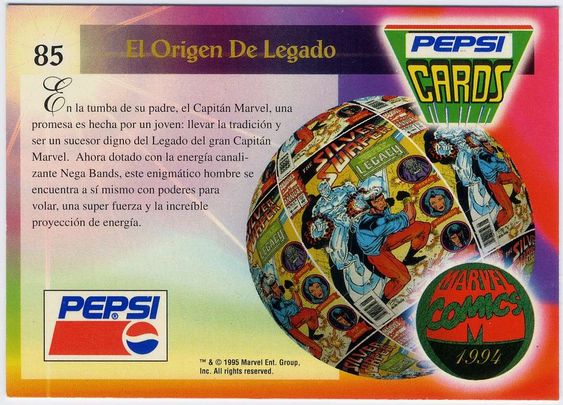 85
El Origen De Legado
PEPSI
CARDS
En la tumba de su padre, el Capitán Marvel, una
promesa es hecha por un joven: llevar la tradición y
ser un sucesor digno del Legado del gran Capitán
Marvel. Ahora dotado con la energía canali-
zante Nega Bands, este enigmático hombre se
encuentra a sí mismo con poderes para
volar, una super fuerza y la increíble
proyección de energía.
SILVER
SURFER
LEGACY
PEPSI
®
MARVEL
COMICS
M
1994
™ & © 1995 Marvel Ent. Group,
Inc. All rights reserved.